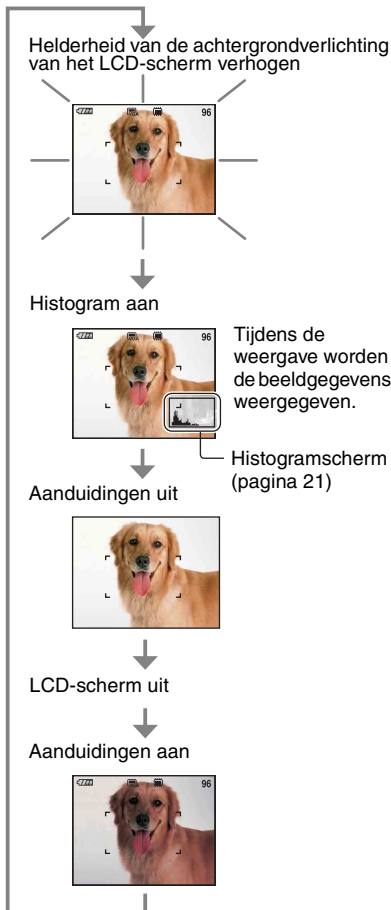 Helderheid van de achtergrondverlichting
van het LCD-scherm verhogen
96
Histogram aan
96
Tijdens de
weergave worden
de beeldgegevens
weergegeven.
Histogramscherm
(pagina 21)
Aanduidingen uit
LCD-scherm uit
Aanduidingen aan
96